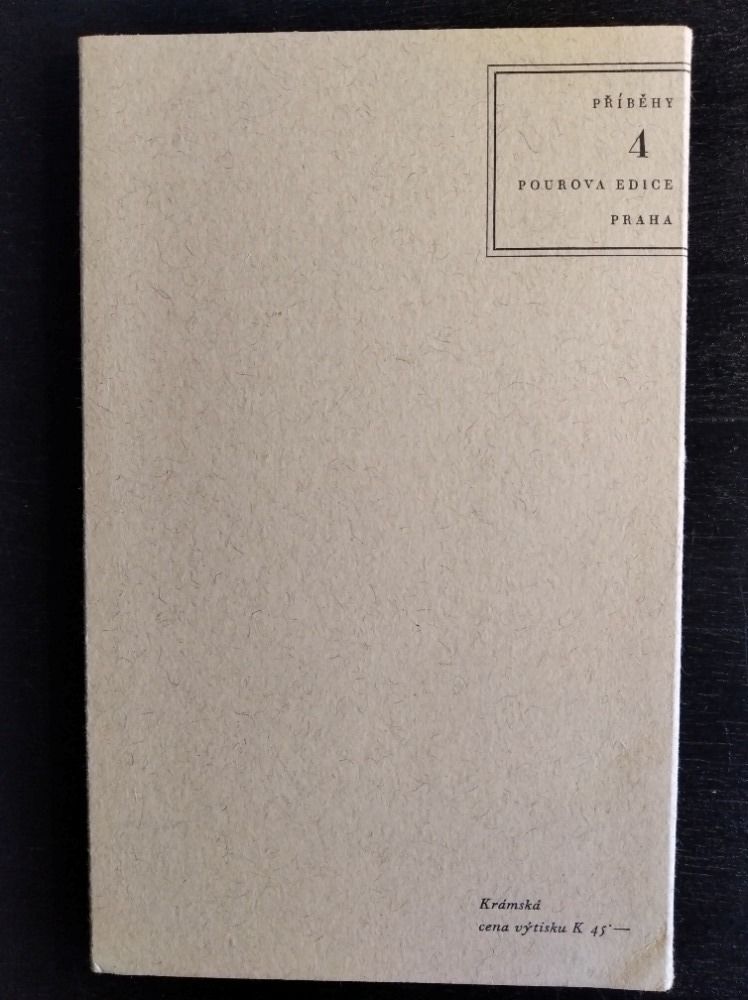 PŘÍBĚHY
4
POUROVA EDICE
PRAHA
Krámská
cena výtisku K 45·—